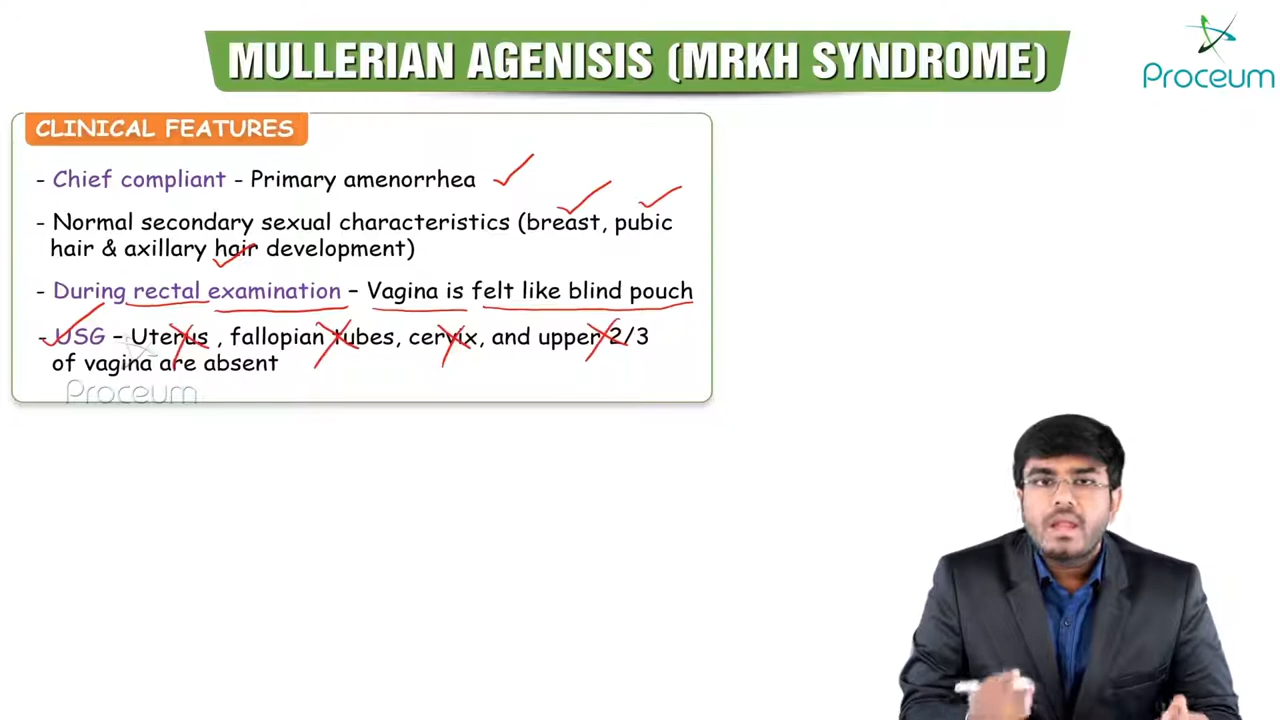 MULLERIAN AGENISIS (MRKH SYNDROME)
Proceum
CLINICAL FEATURES
- Chief compliant - Primary amenorrhea
- Normal secondary sexual characteristics (breast, pubic
hair & axillary hair development)
- During rectal examination – Vagina is felt like blind pouch
- USG – Uterus , fallopian tubes, cervix, and upper 2/3
of vagina are absent
Proceum